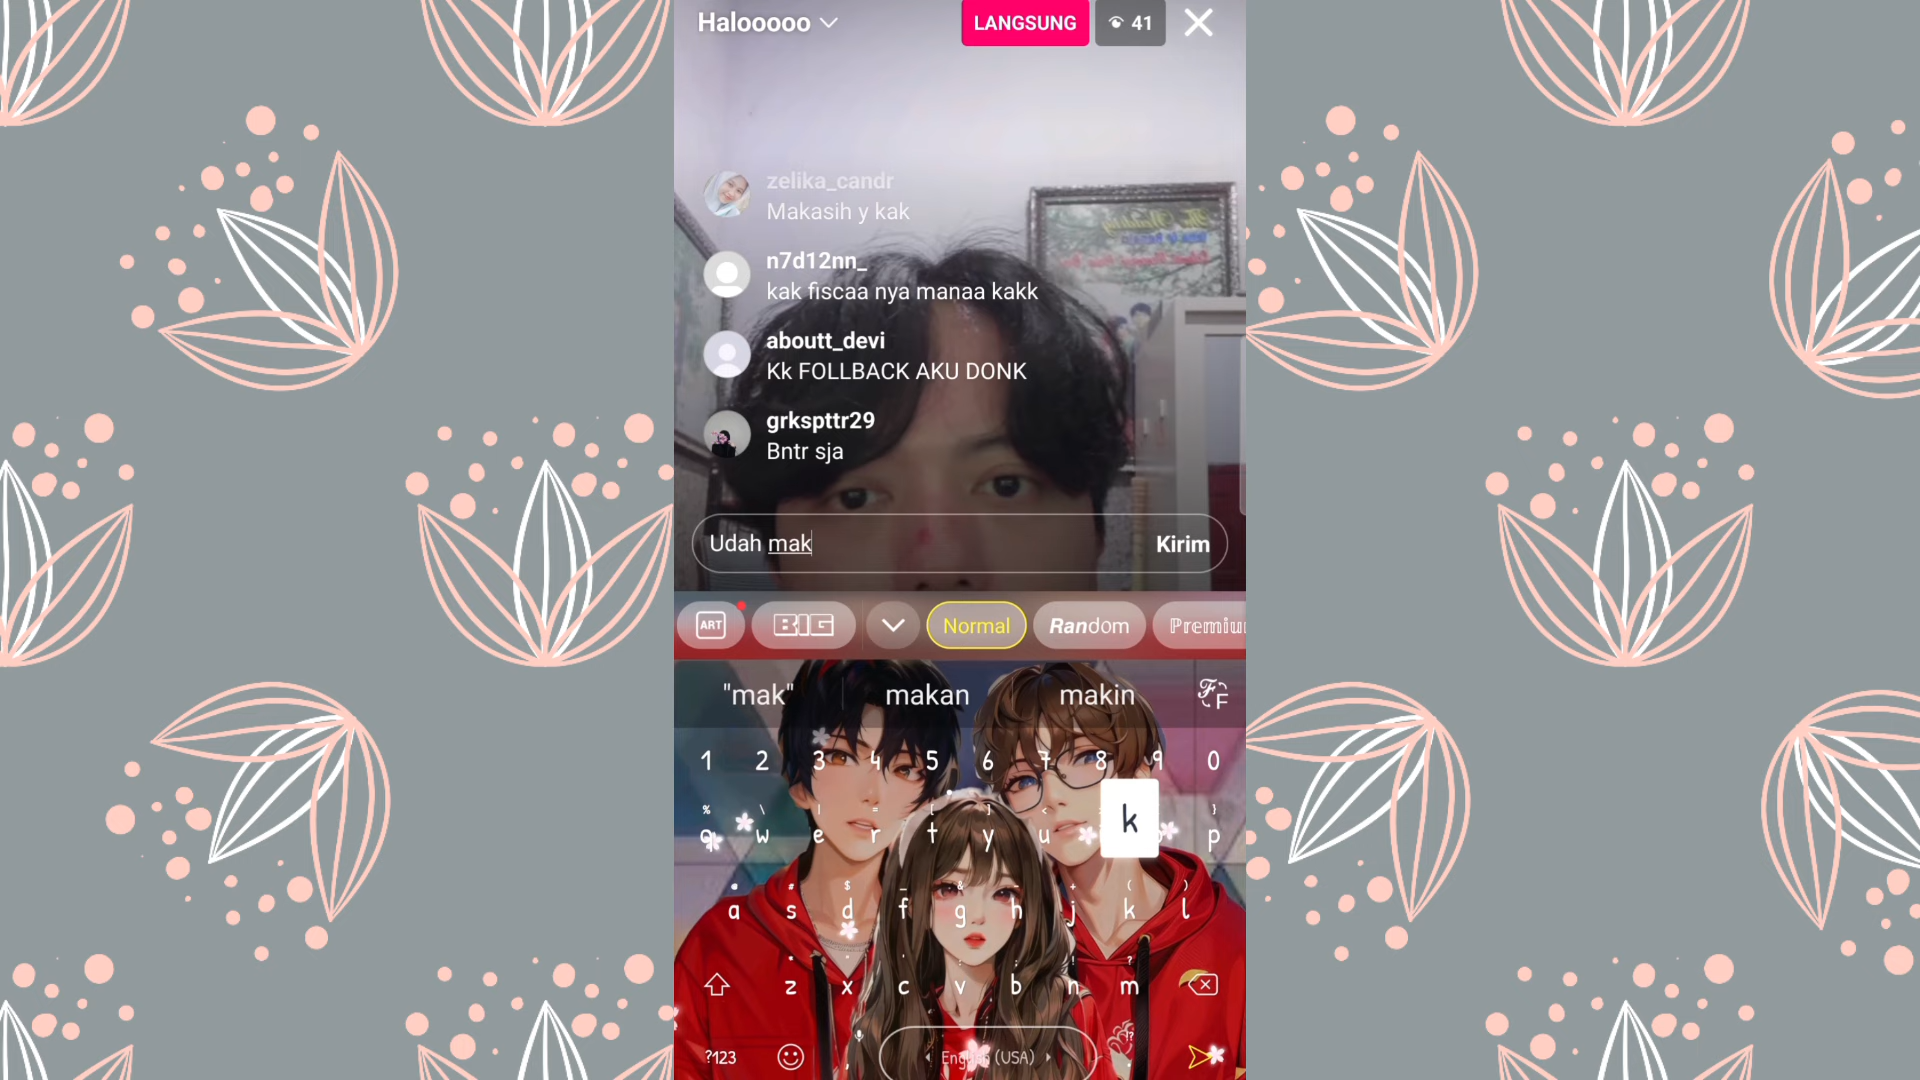 Halooooo
LANGSUNG
41
zelika_candr
Makasih y kak
n7d12nn_
kak fiscaa nya manaa kakk
aboutt_devi
Kk FOLLBACK AKU DONK
grkspttr29
Bntr sja
Udah mak
Kirim
ART
BIG
Normal
Random
Premiu
"mak" makan makin
1 2 3 4 5 6 7 8 9 0
q w e r t y u k p
a s d f g h j k l
z x c v b n m
?123
,
English (USA)
.